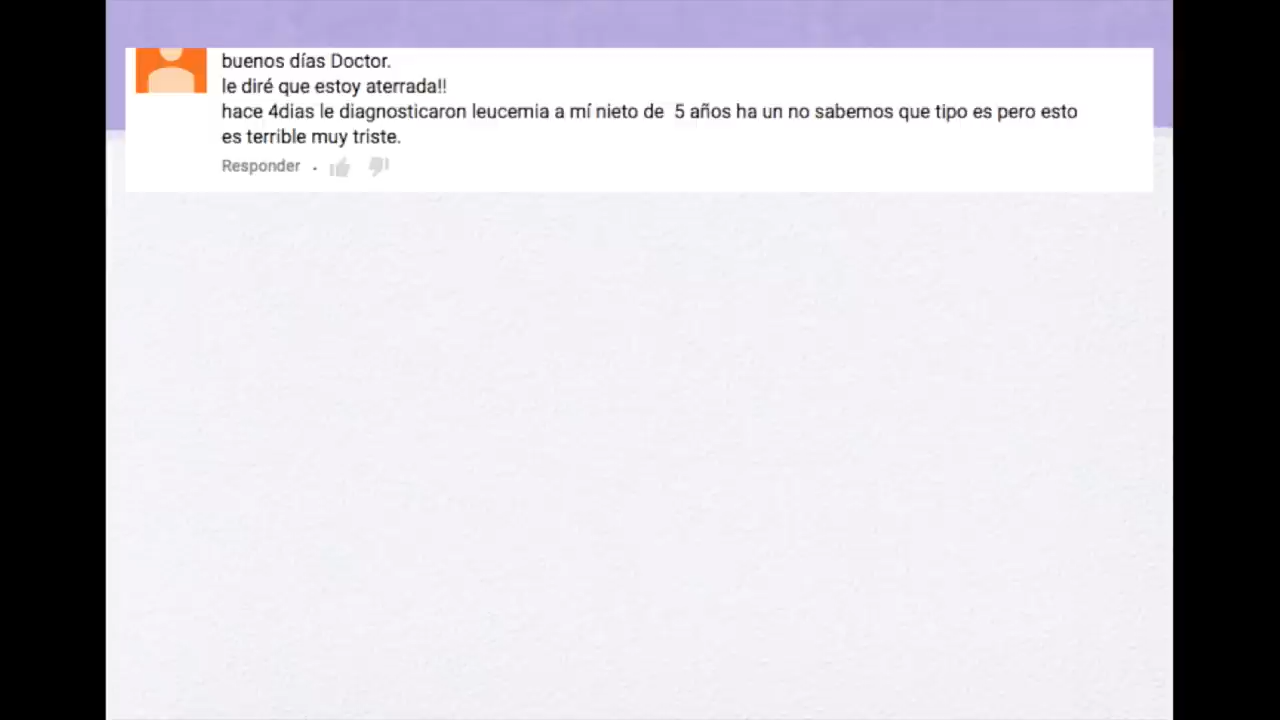 buenos días Doctor.
le diré que estoy aterrada!!
hace 4dias le diagnosticaron leucemia a mí nieto de  5 años ha un no sabemos que tipo es pero esto
es terrible muy triste.
Responder .